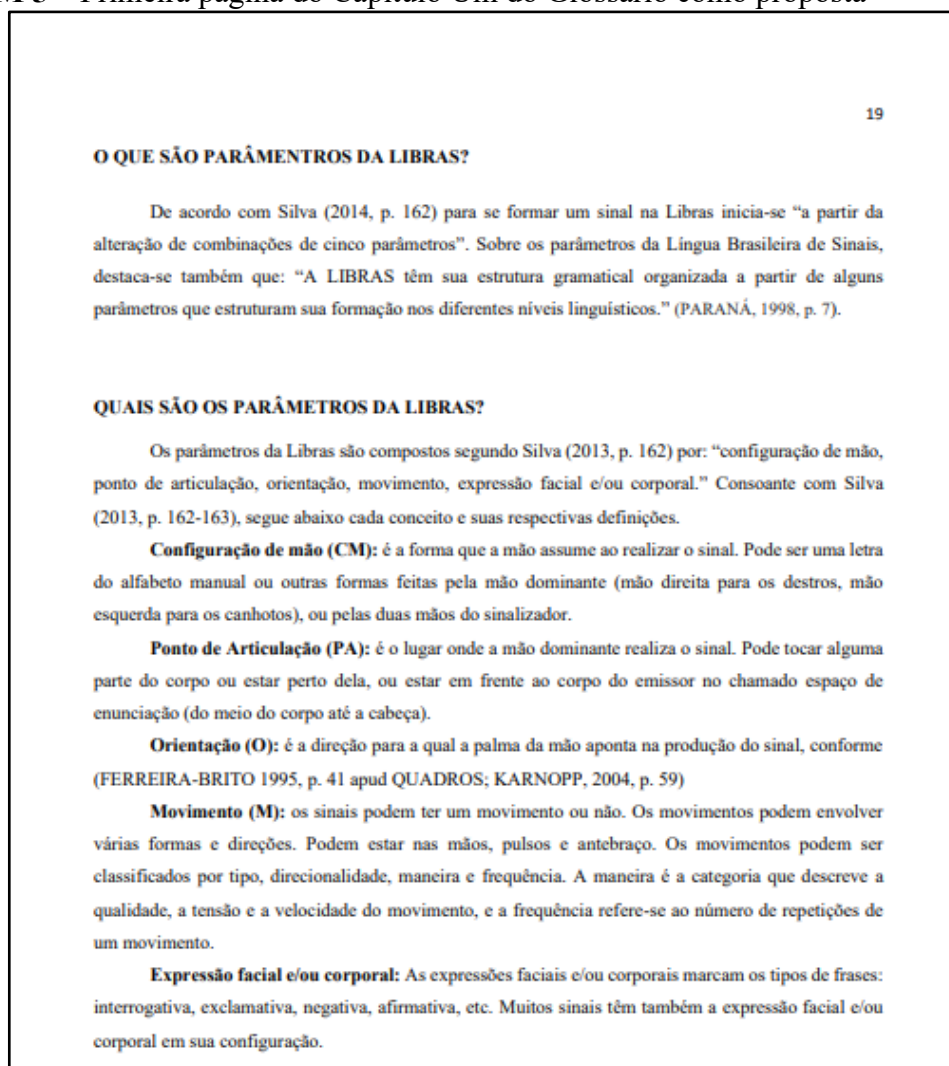 M 3 – Primeira página do Capítulo Um do Glossário como proposta
19
O QUE SÃO PARÂMENTROS DA LIBRAS?
De acordo com Silva (2014, p. 162) para se formar um sinal na Libras inicia-se “a partir da
alteração de combinações de cinco parâmetros”. Sobre os parâmetros da Língua Brasileira de Sinais,
destaca-se também que: “A LIBRAS têm sua estrutura gramatical organizada a partir de alguns
parâmetros que estruturam sua formação nos diferentes níveis linguísticos.” (PARANÁ, 1998, p. 7).
QUAIS SÃO OS PARÂMETROS DA LIBRAS?
Os parâmetros da Libras são compostos segundo Silva (2013, p. 162) por: “configuração de mão,
ponto de articulação, orientação, movimento, expressão facial e/ou corporal.” Consoante com Silva
(2013, p. 162-163), segue abaixo cada conceito e suas respectivas definições.
Configuração de mão (CM): é a forma que a mão assume ao realizar o sinal. Pode ser uma letra
do alfabeto manual ou outras formas feitas pela mão dominante (mão direita para os destros, mão
esquerda para os canhotos), ou pelas duas mãos do sinalizador.
Ponto de Articulação (PA): é o lugar onde a mão dominante realiza o sinal. Pode tocar alguma
parte do corpo ou estar perto dela, ou estar em frente ao corpo do emissor no chamado espaço de
enunciação (do meio do corpo até a cabeça).
Orientação (O): é a direção para a qual a palma da mão aponta na produção do sinal, conforme
(FERREIRA-BRITO 1995, p. 41 apud QUADROS; KARNOPP, 2004, p. 59)
Movimento (M): os sinais podem ter um movimento ou não. Os movimentos podem envolver
várias formas e direções. Podem estar nas mãos, pulsos e antebraço. Os movimentos podem ser
classificados por tipo, direcionalidade, maneira e frequência. A maneira é a categoria que descreve a
qualidade, a tensão e a velocidade do movimento, e a frequência refere-se ao número de repetições de
um movimento.
Expressão facial e/ou corporal: As expressões faciais e/ou corporais marcam os tipos de frases:
interrogativa, exclamativa, negativa, afirmativa, etc. Muitos sinais têm também a expressão facial e/ou
corporal em sua configuração.